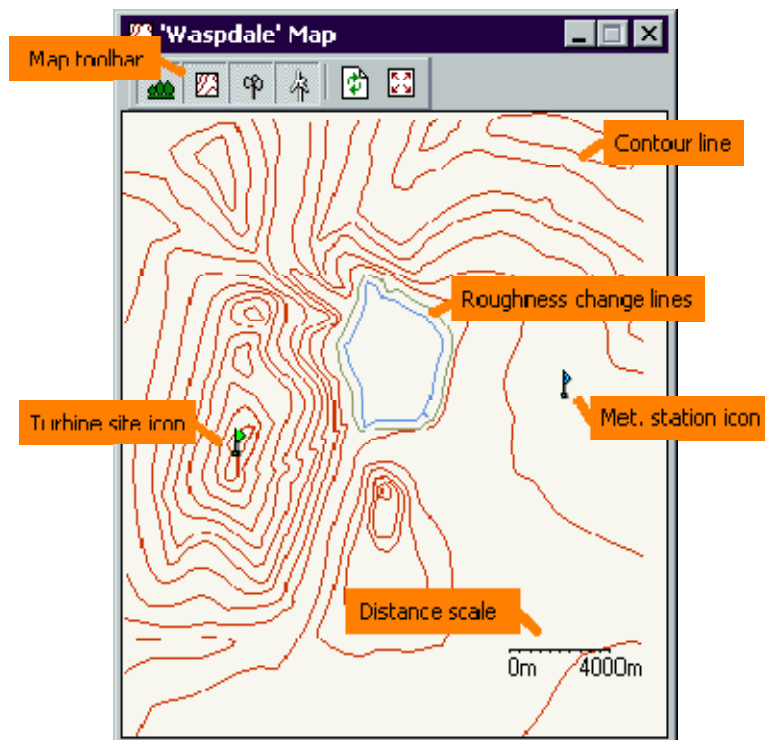 'Waspdale' Map
Map toolbar
Contour line
Roughness change lines
Turbine site icon
Met. station icon
Distance scale
0m 4000m